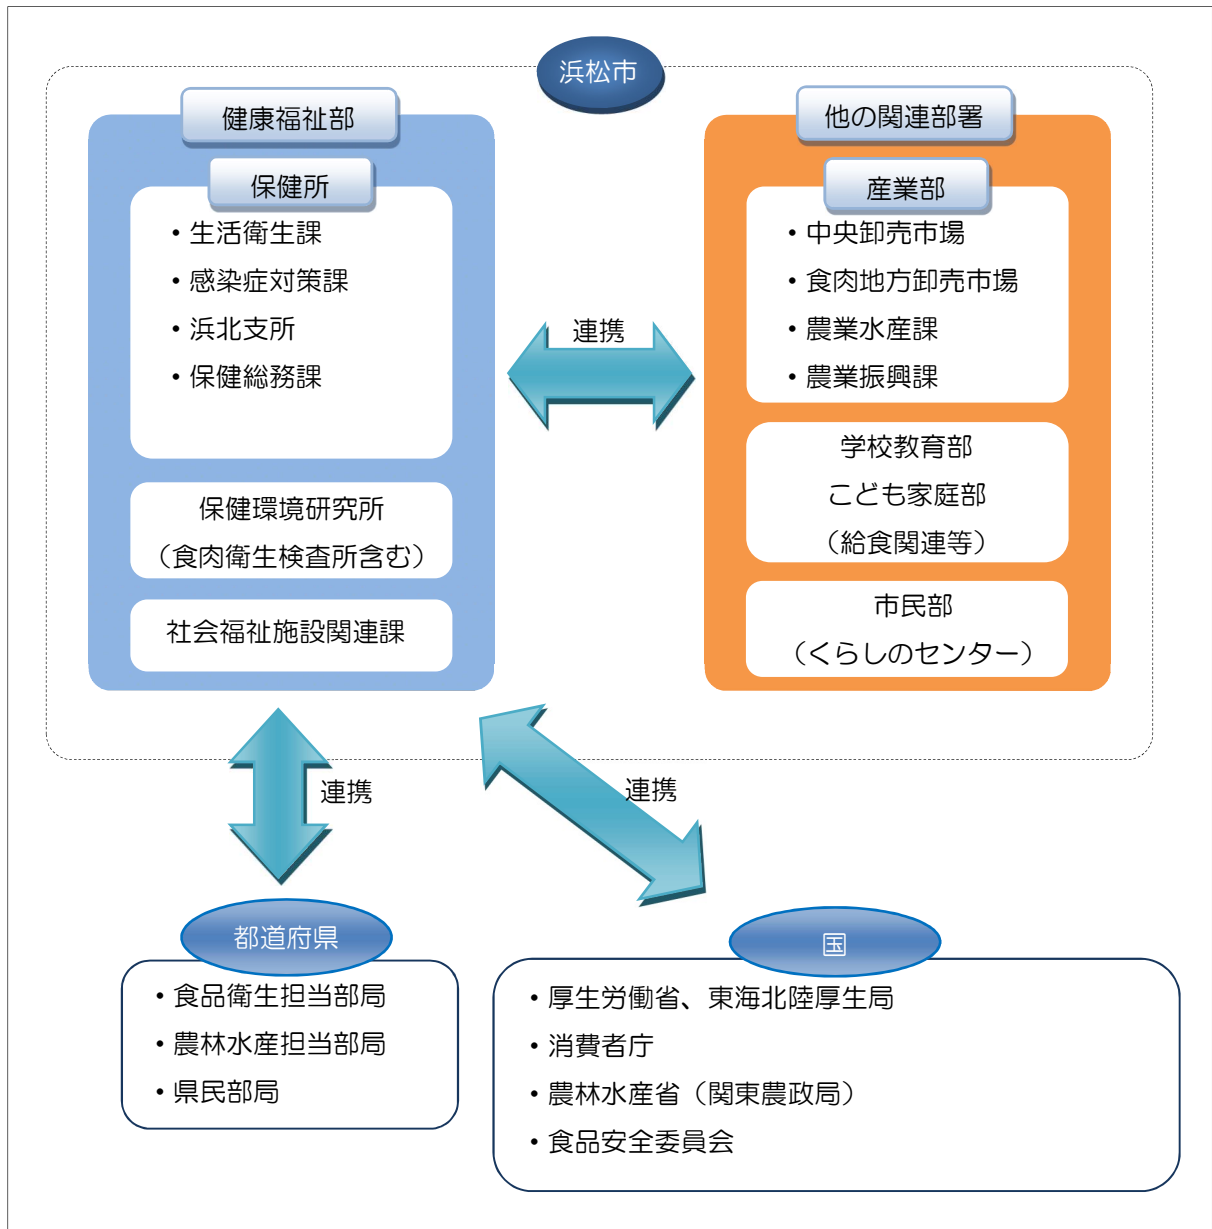 浜松市
健康福祉部
保健所
・生活衛生課
・感染症対策課
・浜北支所
・保健総務課
保健環境研究所
（食肉衛生検査所含む）
社会福祉施設関連課
連携
他の関連部署
産業部
・中央卸売市場
・食肉地方卸売市場
・農業水産課
・農業振興課
学校教育部
こども家庭部
（給食関連等）
市民部
（くらしのセンター）
連携
連携
都道府県
・食品衛生担当部局
・農林水産担当部局
・県民部局
国
・厚生労働省、東海北陸厚生局
・消費者庁
・農林水産省（関東農政局）
・食品安全委員会